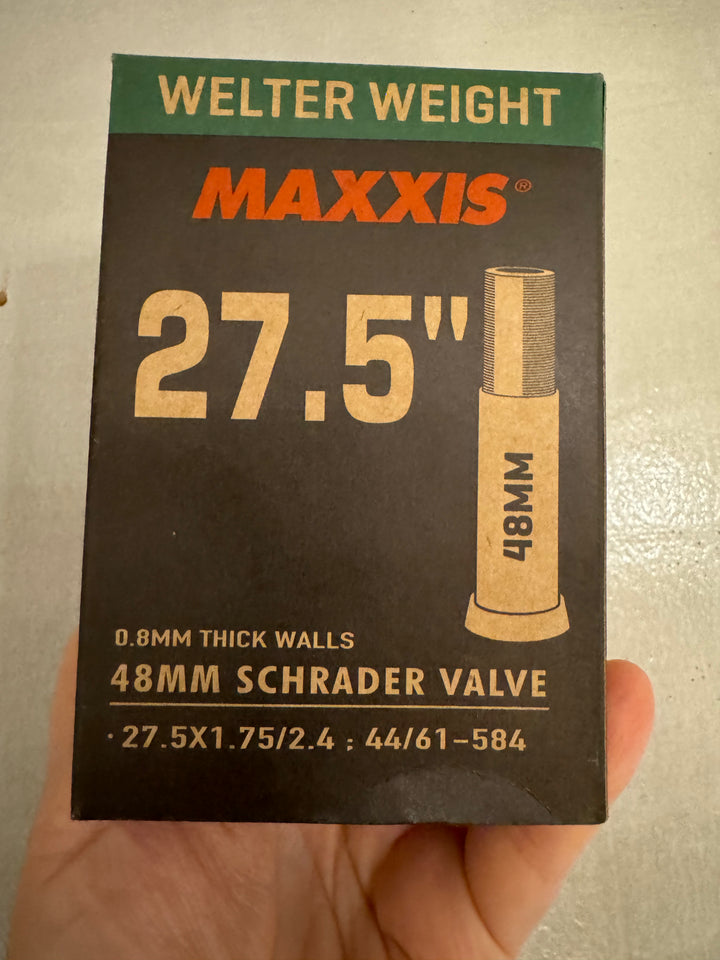 WELTER WEIGHT
MAXXIS®
27.5"
48MM
0.8MM THICK WALLS
48MM SCHRADER VALVE
· 27.5X1.75/2.4 ; 44/61-584